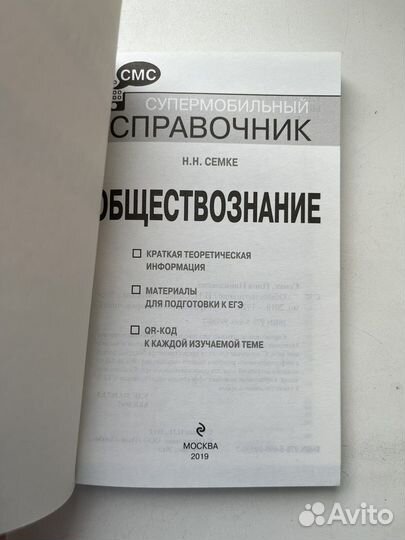 СМС
СУПЕРМОБИЛЬНЫЙ
СПРАВОЧНИК
Н.Н. СЕМКЕ
ОБЩЕСТВОЗНАНИЕ
КРАТКАЯ ТЕОРЕТИЧЕСКАЯ
ИНФОРМАЦИЯ
МАТЕРИАЛЫ
ДЛЯ ПОДГОТОВКИ К ЕГЭ
QR-КОД
К КАЖДОЙ ИЗУЧАЕМОЙ ТЕМЕ
МОСКВА
2019
Avito